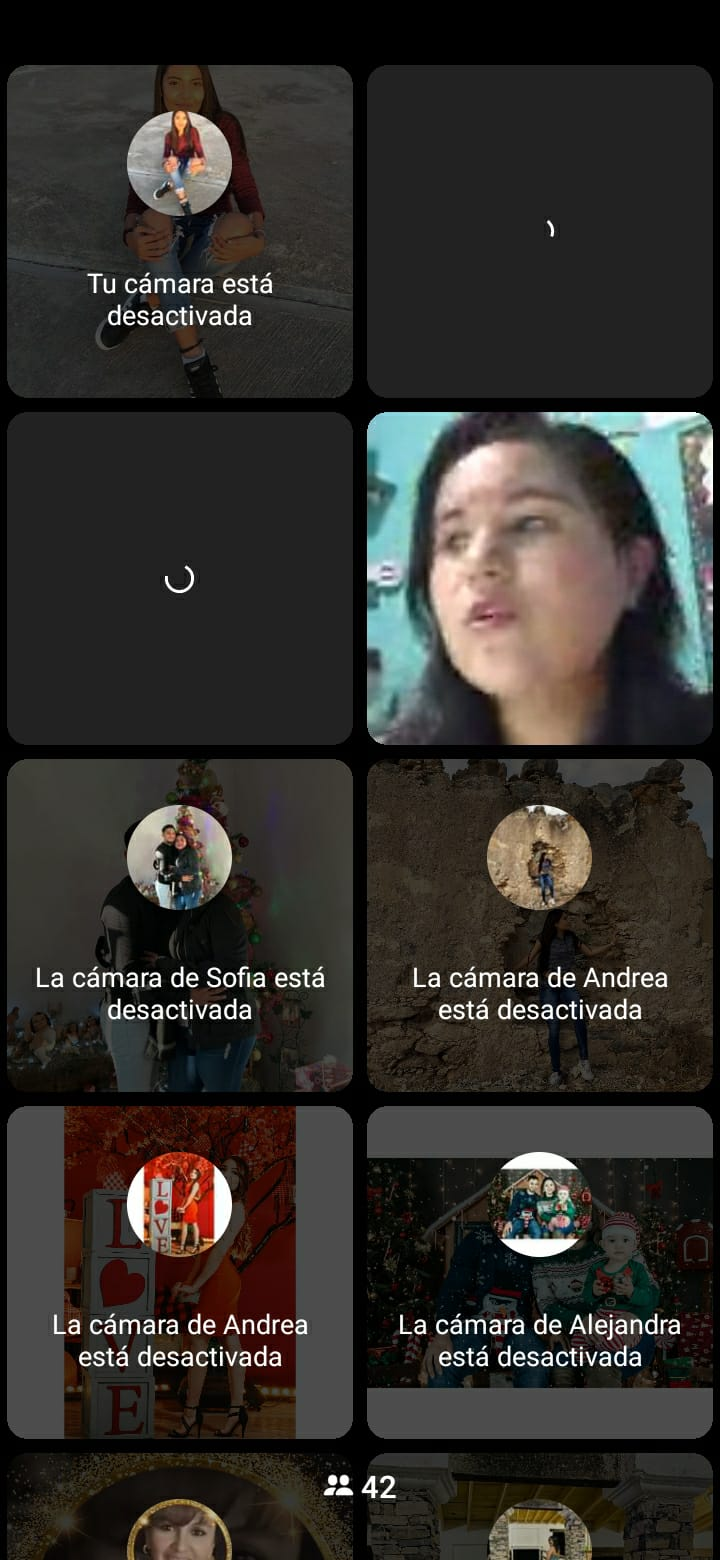 Tu cámara está
desactivada
La cámara de Sofia está
desactivada
La cámara de Andrea
está desactivada
L
O
V
E
La cámara de Andrea
está desactivada
L
E
La cámara de Alejandra
está desactivada
42